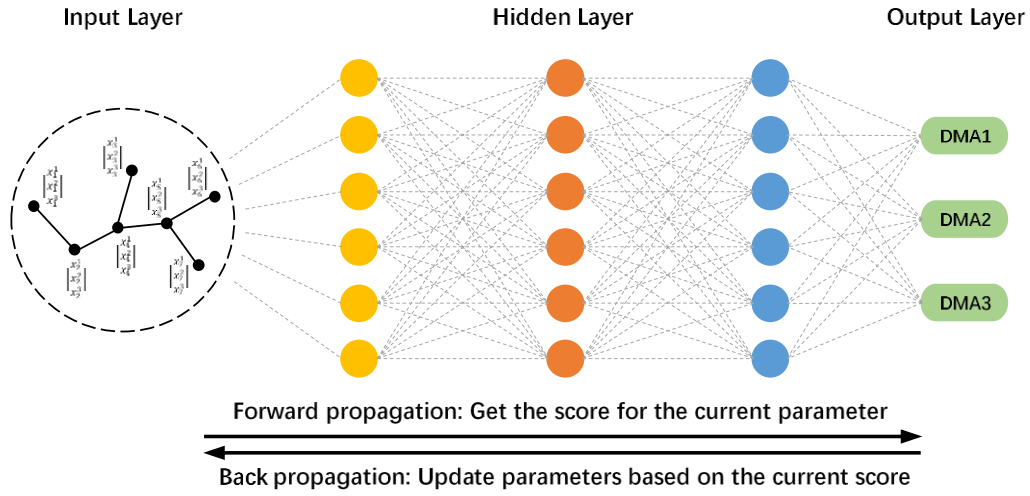 Input Layer
Hidden Layer
Output Layer
DMA1
DMA2
DMA3
Forward propagation: Get the score for the current parameter
Back propagation: Update parameters based on the current score